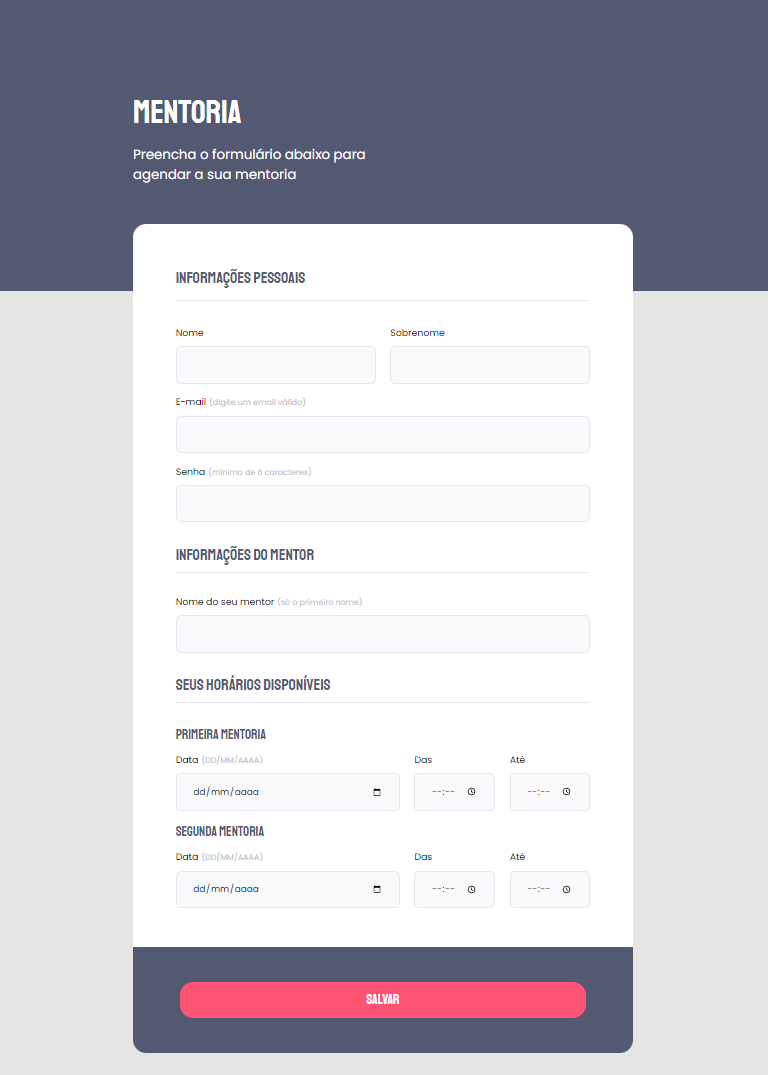 MENTORIA
Preencha o formulário abaixo para
agendar a sua mentoria
INFORMAÇÕES PESSOAIS
Nome
Sobrenome
E-mail (digite um email válido)
Senha (mínimo de 6 caracteres)
INFORMAÇÕES DO MENTOR
Nome do seu mentor (só o primeiro nome)
SEUS HORÁRIOS DISPONÍVEIS
PRIMEIRA MENTORIA
Data (DD/MM/AAAA)
Das
Até
dd/mm/aaaa
--:--
--:--
SEGUNDA MENTORIA
Data (DD/MM/AAAA)
Das
Até
dd/mm/aaaa
--:--
--:--
SALVAR